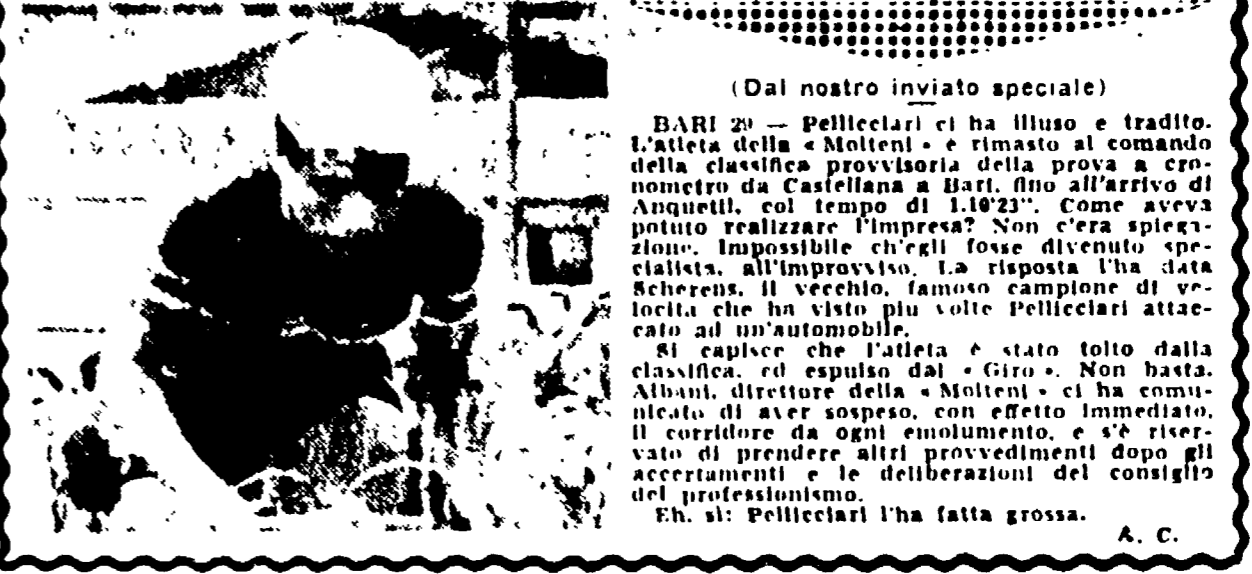 (Dal nostro inviato speciale)
BARI 29 — Pellicciari ci ha illuso e tradito.
L'atleta della « Molteni » è rimasto al comando
della classifica provvisoria della prova a cro-
nometro da Castellana a Bari, fino all'arrivo di
Anquetil, col tempo di 1.10'23". Come aveva
potuto realizzare l'impresa? Non c'era spiega-
zione. Impossibile ch'egli fosse divenuto spe-
cialista, all'improvviso. La risposta l'ha data
Scherens, il vecchio, famoso campione di ve-
locità che ha visto più volte Pellicciari attac-
cato ad un'automobile.
Si capisce che l'atleta è stato tolto dalla
classifica, ed espulso dal « Giro ». Non basta.
Albani, direttore della « Molteni » ci ha comu-
nicato di aver sospeso, con effetto immediato,
il corridore da ogni emolumento, e s'è riser-
vato di prendere altri provvedimenti dopo gli
accertamenti e le deliberazioni del consiglio
del professionismo.
Eh, sì: Pellicciari l'ha fatta grossa.
A. C.